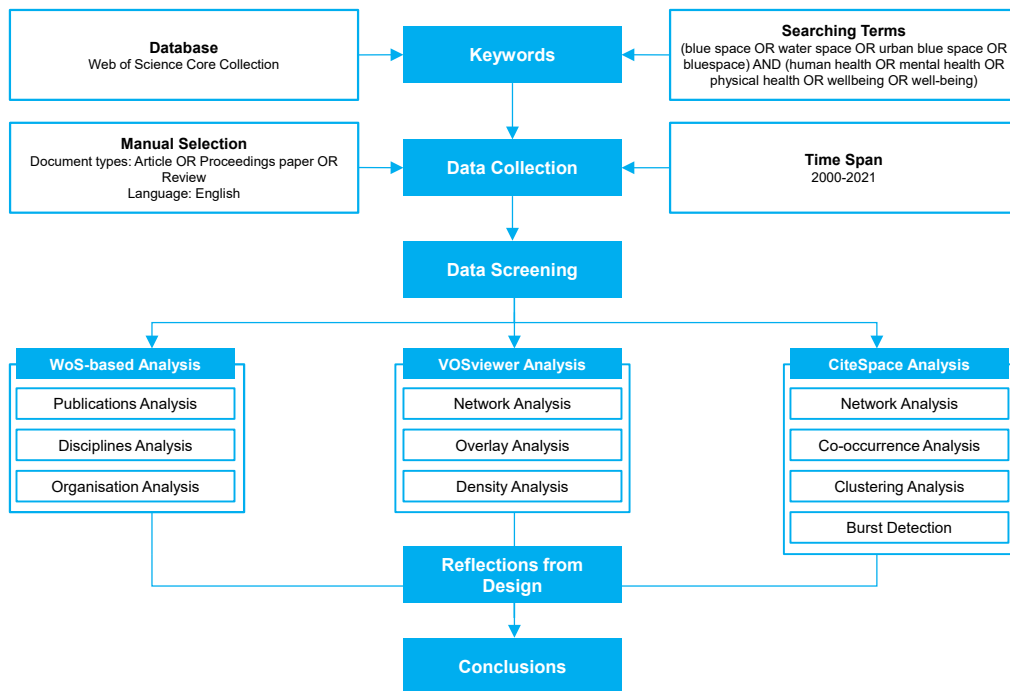 Database
Web of Science Core Collection
Keywords
Searching Terms
(blue space OR water space OR urban blue space OR
bluespace) AND (human health OR mental health OR
physical health OR wellbeing OR well-being)
Manual Selection
Document types: Article OR Proceedings paper OR
Review
Language: English
Data Collection
Time Span
2000-2021
Data Screening
WoS-based Analysis
Publications Analysis
Disciplines Analysis
Organisation Analysis
VOSviewer Analysis
Network Analysis
Overlay Analysis
Density Analysis
CiteSpace Analysis
Network Analysis
Co-occurrence Analysis
Clustering Analysis
Burst Detection
Reflections from
Design
Conclusions